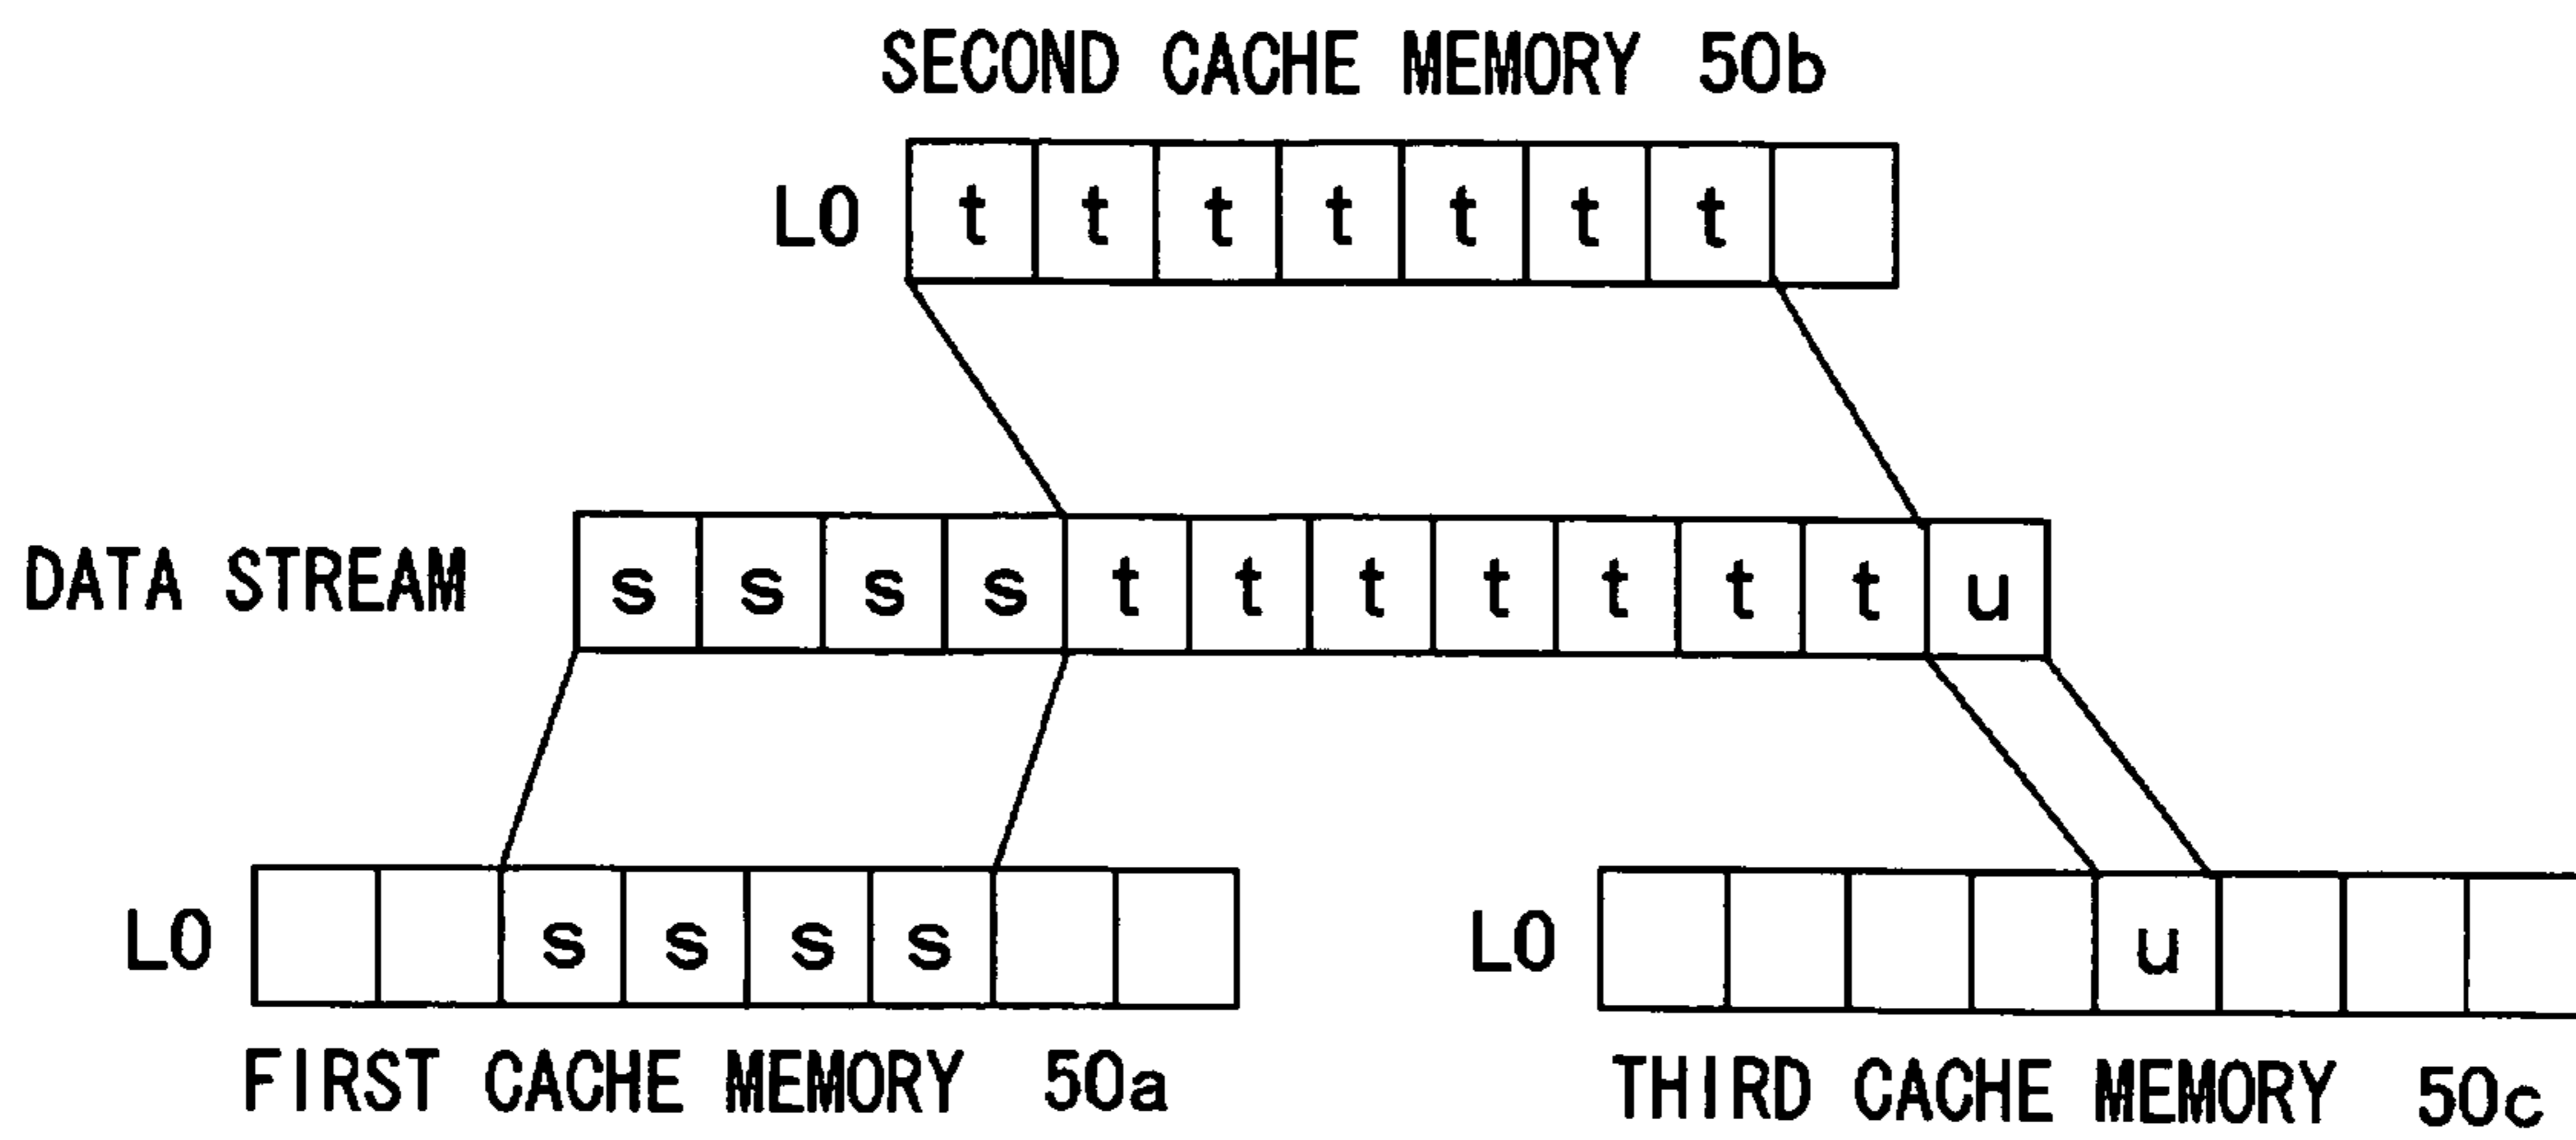 SECOND CACHE MEMORY 50b
L0 t t t t t t t
DATA STREAM s s s s t t t t t t t u
L0 s s s s
L0 u
FIRST CACHE MEMORY 50a
THIRD CACHE MEMORY 50c